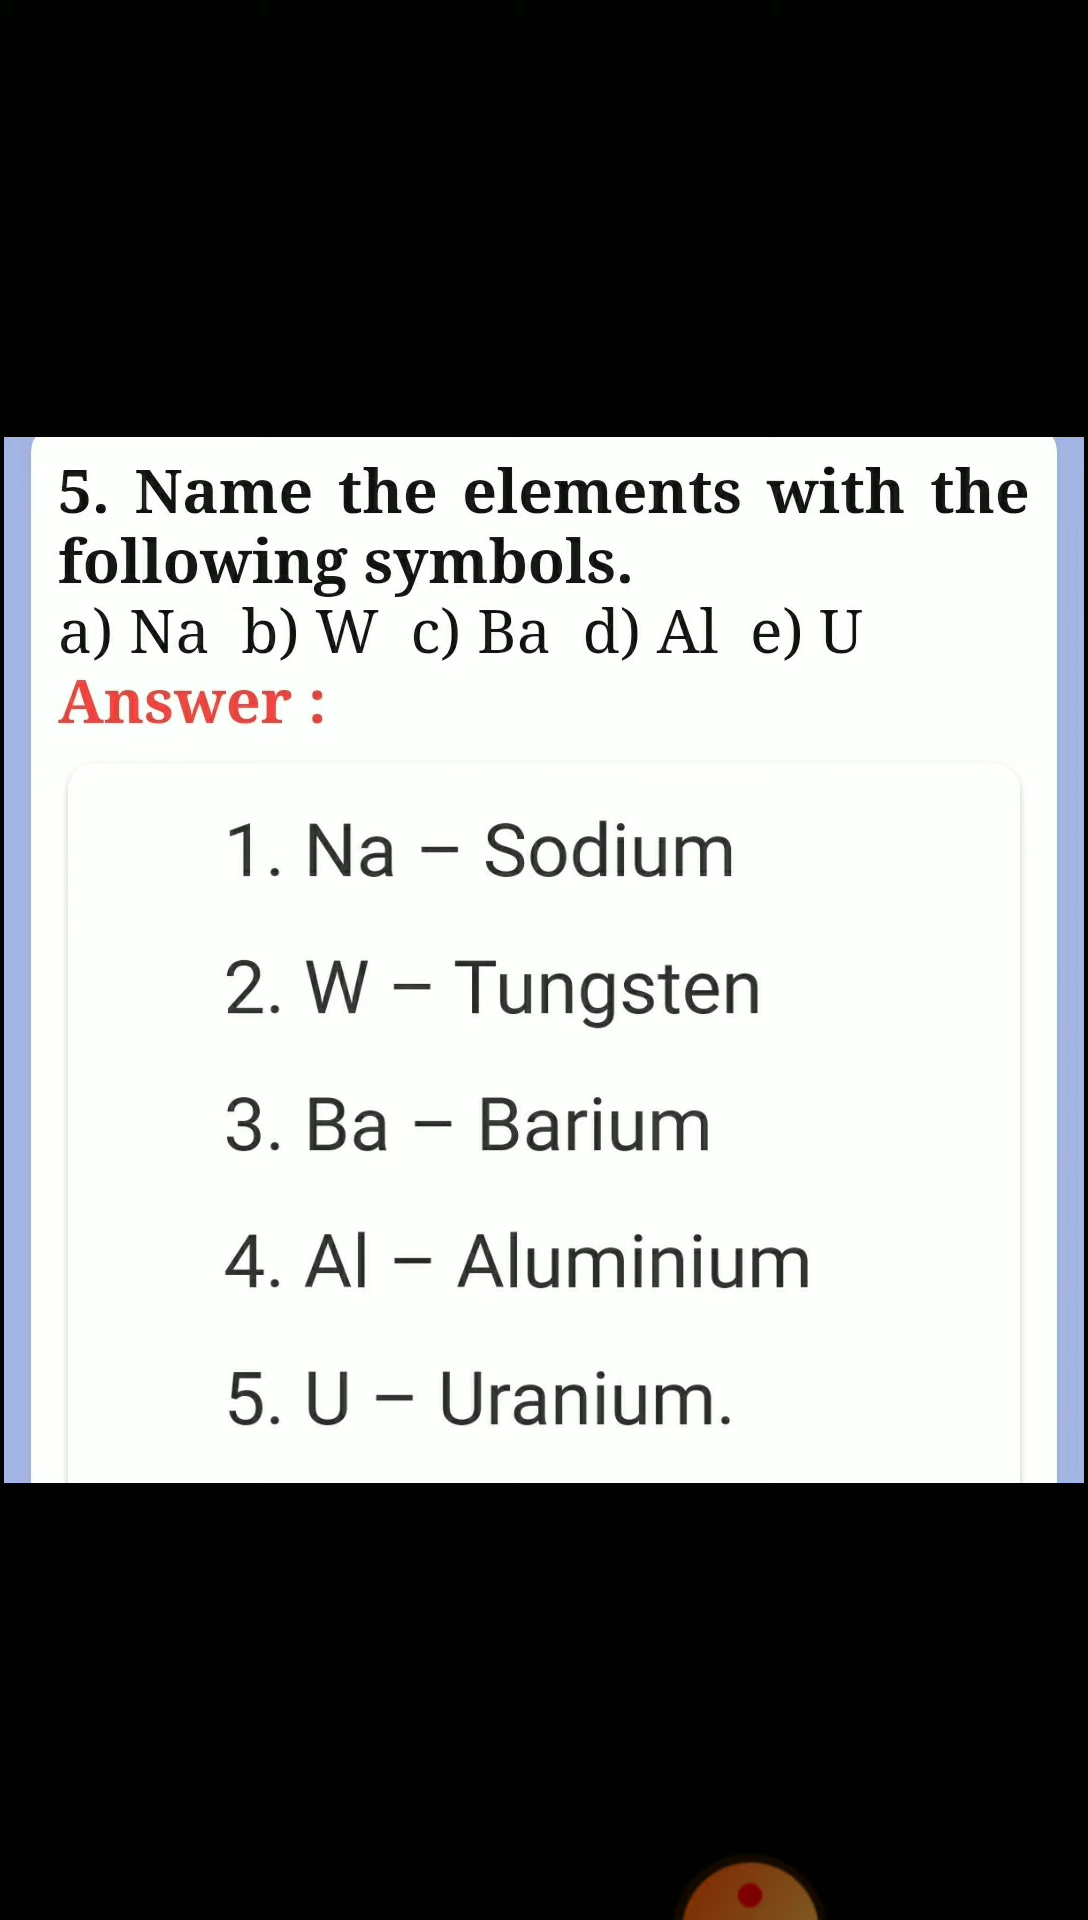 5. Name the elements with the
following symbols.
a) Na b) W c) Ba d) Al e) U
Answer :
1. Na – Sodium
2. W – Tungsten
3. Ba – Barium
4. Al – Aluminium
5. U – Uranium.